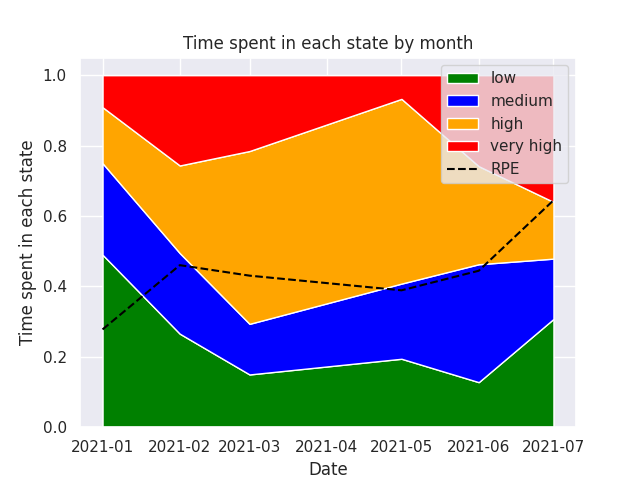 Time spent in each state by month
Time spent in each state
1.0
0.8
0.6
0.4
0.2
0.0
low
medium
high
very high
RPE
2021-01 2021-02 2021-03 2021-04 2021-05 2021-06 2021-07
Date